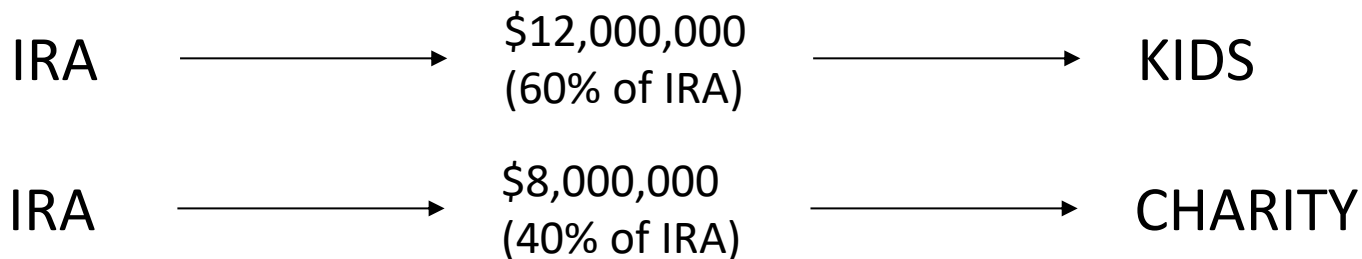 IRA $12,000,000 KIDS
(60% of IRA)
IRA $8,000,000 CHARITY
(40% of IRA)